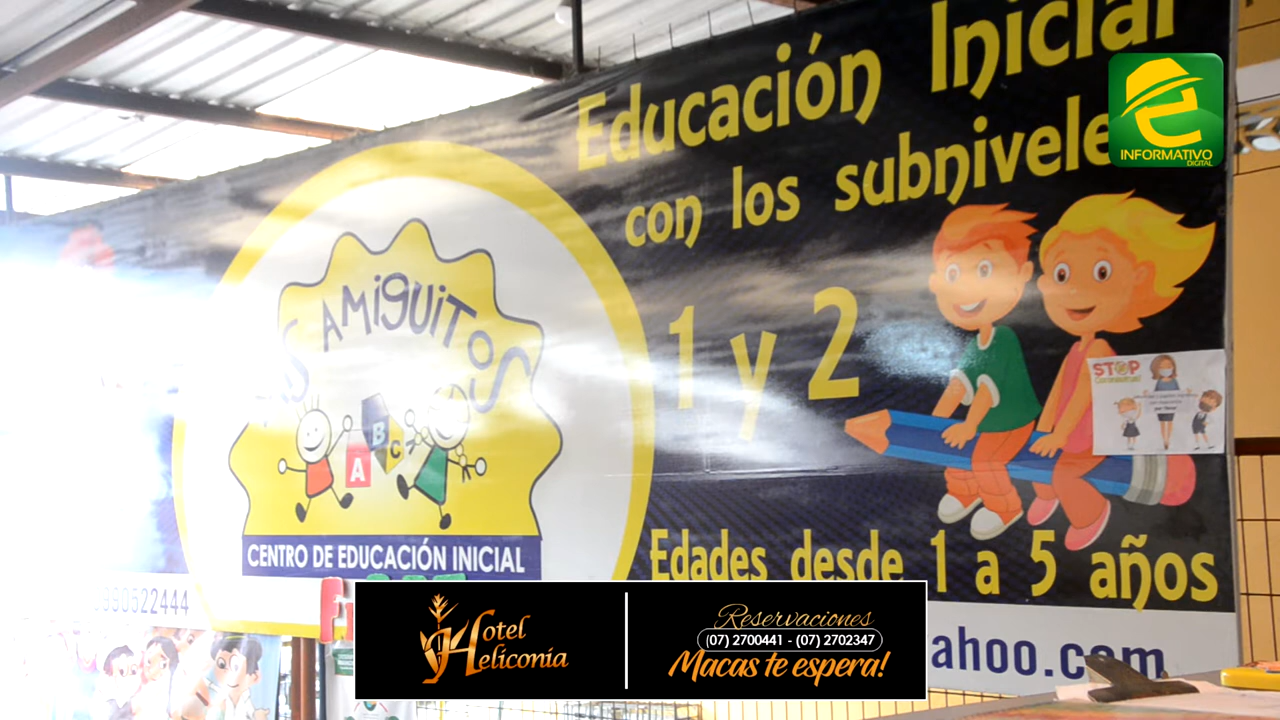 Educación Inicial
con los subnivele
1 y 2
Edades desde 1 a 5 años
AMIGUITOS
A
B
C
CENTRO DE EDUCACIÓN INICIAL
STOP
ahoo.com
INFORMATIVO
DIGITAL
Hotel
Heliconia
Reservaciones
(07) 2700441 - (07) 2702347
Macas te espera!